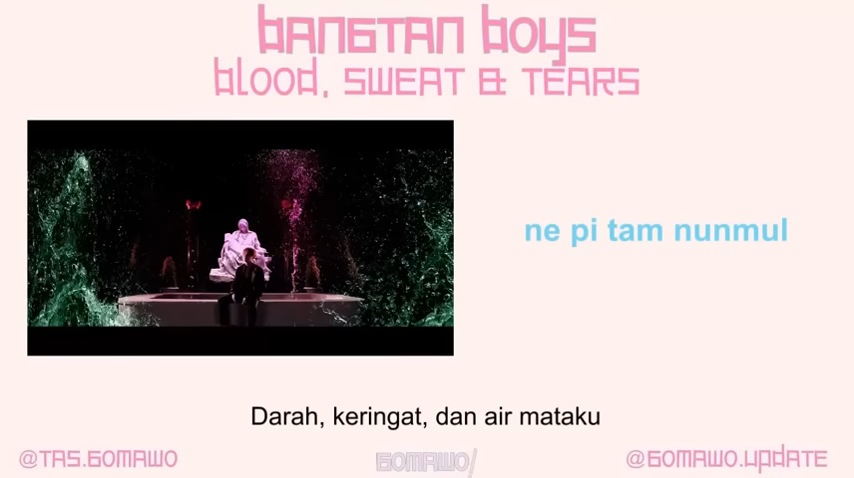 BANGTAN BOYS
BLOOD, SWEAT & TEARS
ne pi tam nunmul
Darah, keringat, dan air mataku
@TAS.GOMAWO
GOMAWO/
@GOMAWO.UPDATE